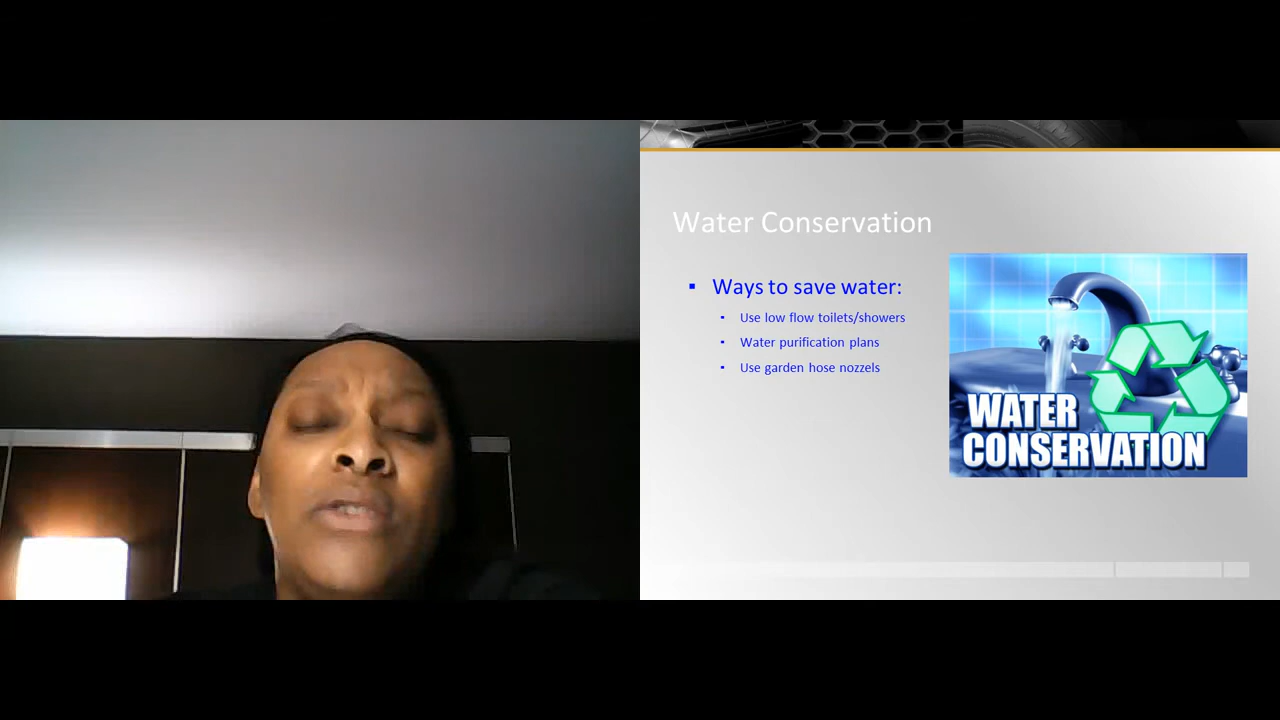 Water Conservation
Ways to save water:
Use low flow toilets/showers
Water purification plans
Use garden hose nozzels
WATER
CONSERVATION